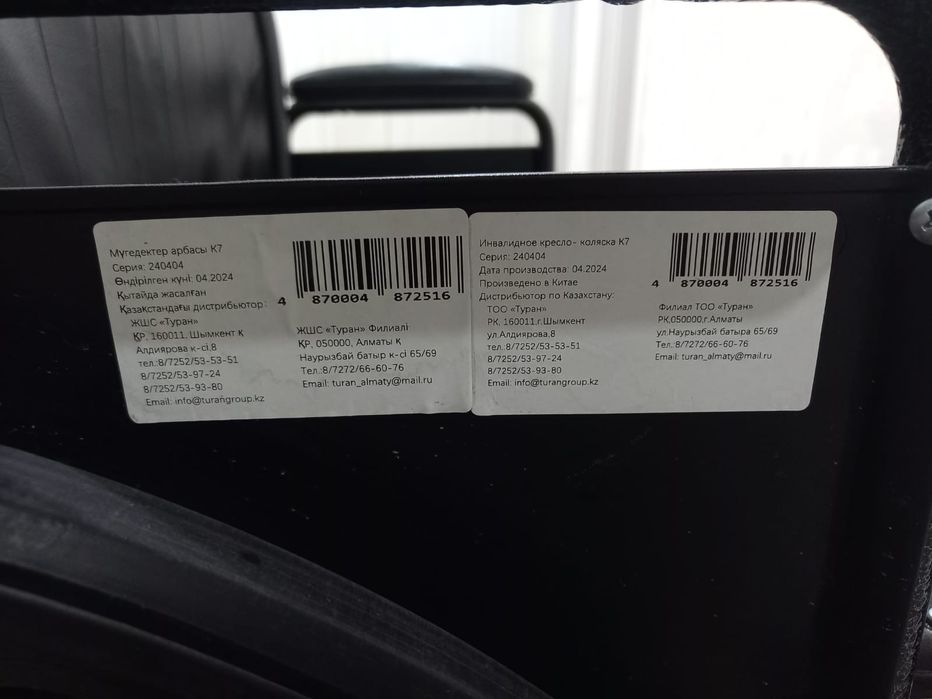 Мүгедектер арбасы К7
Серия: 240404
Өндірілген күні: 04.2024
Қытайда жасалған
Қазақстандағы дистрибьютор:
ЖШС «Туран»
ҚР, 160011, Шымкент қ
Алдиярова к-сі,8
тел.:8/7252/53-53-51
8/7252/53-97-24
8/7252/53-93-80
Email: info@turangroup.kz
4 870004 872516
ЖШС «Туран» Филиалі
ҚР, 050000, Алматы қ
Наурызбай батыр к-сі 65/69
Тел.:8/7272/66-60-76
Email: turan_almaty@mail.ru
Инвалидное кресло- коляска К7
Серия: 240404
Дата производства: 04.2024
Произведено в Китае
Дистрибьютор по Казахстану:
ТОО «Туран»
РК, 160011,г.Шымкент
ул.Алдиярова,8
тел.:8/7252/53-53-51
8/7252/53-97-24
8/7252/53-93-80
Email: info@turangroup.kz
4 870004 872516
Филиал ТОО «Туран»
РК,050000,г.Алматы
ул.Наурызбай батыра 65/69
Тел.:8/7272/66-60-76
Email: turan_almaty@mail.ru